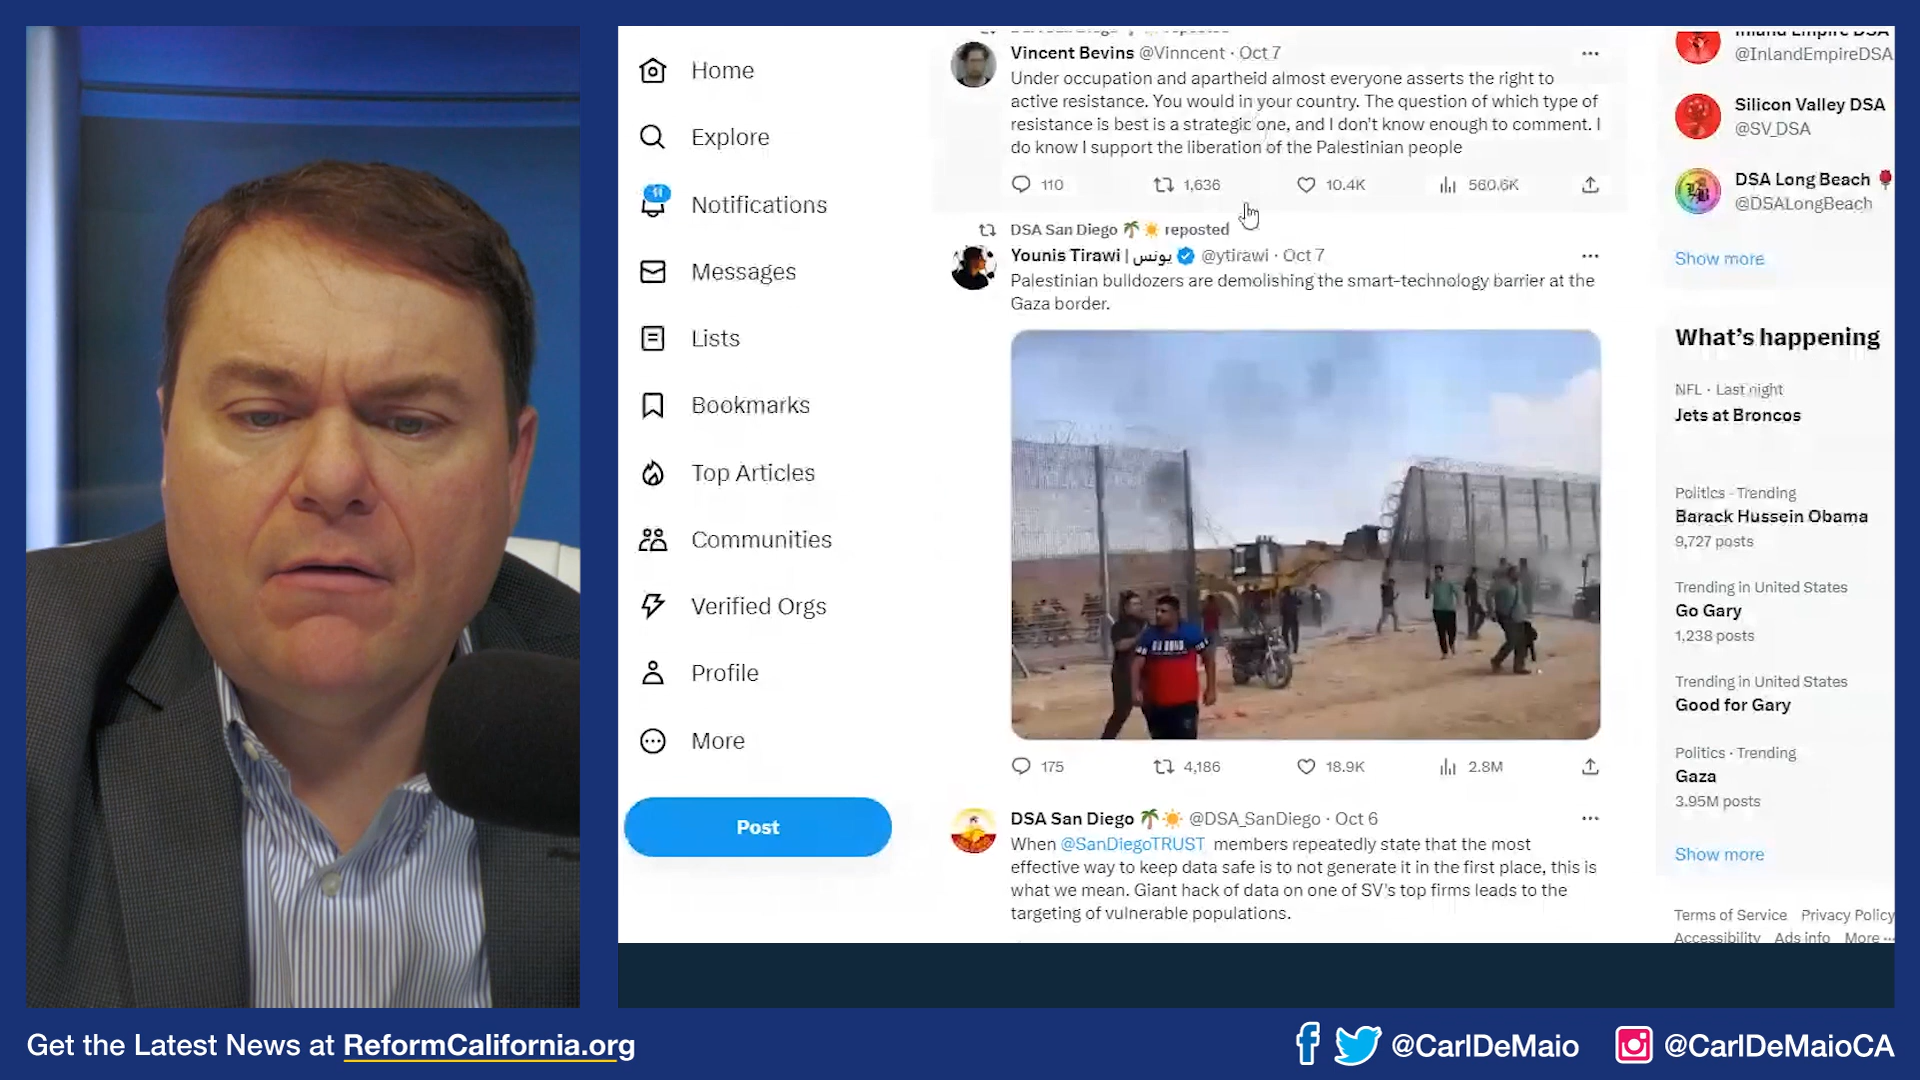 Home
Explore
11
Notifications
Messages
Lists
Bookmarks
Top Articles
Communities
Verified Orgs
Profile
More
Post
reposted
Vincent Bevins @Vinncent · Oct 7
Under occupation and apartheid almost everyone asserts the right to
active resistance. You would in your country. The question of which type of
resistance is best is a strategic one, and I don't know enough to comment. I
do know I support the liberation of the Palestinian people
110 1,636 10.4K 560.6K
DSA San Diego 🌴☀️ reposted
Younis Tirawi | يونس @ytirawi · Oct 7
Palestinian bulldozers are demolishing the smart-technology barrier at the
Gaza border.
175 4,186 18.9K 2.8M
DSA San Diego 🌴☀️ @DSA_SanDiego · Oct 6
When @SanDiegoTRUST members repeatedly state that the most
effective way to keep data safe is to not generate it in the first place, this is
what we mean. Giant hack of data on one of SV's top firms leads to the
targeting of vulnerable populations.
Inland Empire DSA
@InlandEmpireDSA
Silicon Valley DSA
@SV_DSA
DSA Long Beach 🌹
@DSALongBeach
Show more
What's happening
NFL · Last night
Jets at Broncos
Politics · Trending
Barack Hussein Obama
9,727 posts
Trending in United States
Go Gary
1,238 posts
Trending in United States
Good for Gary
Politics · Trending
Gaza
3.95M posts
Show more
Terms of Service Privacy Policy
Accessibility Ads info More ···
Get the Latest News at ReformCalifornia.org
@CarlDeMaio
@CarlDeMaioCA